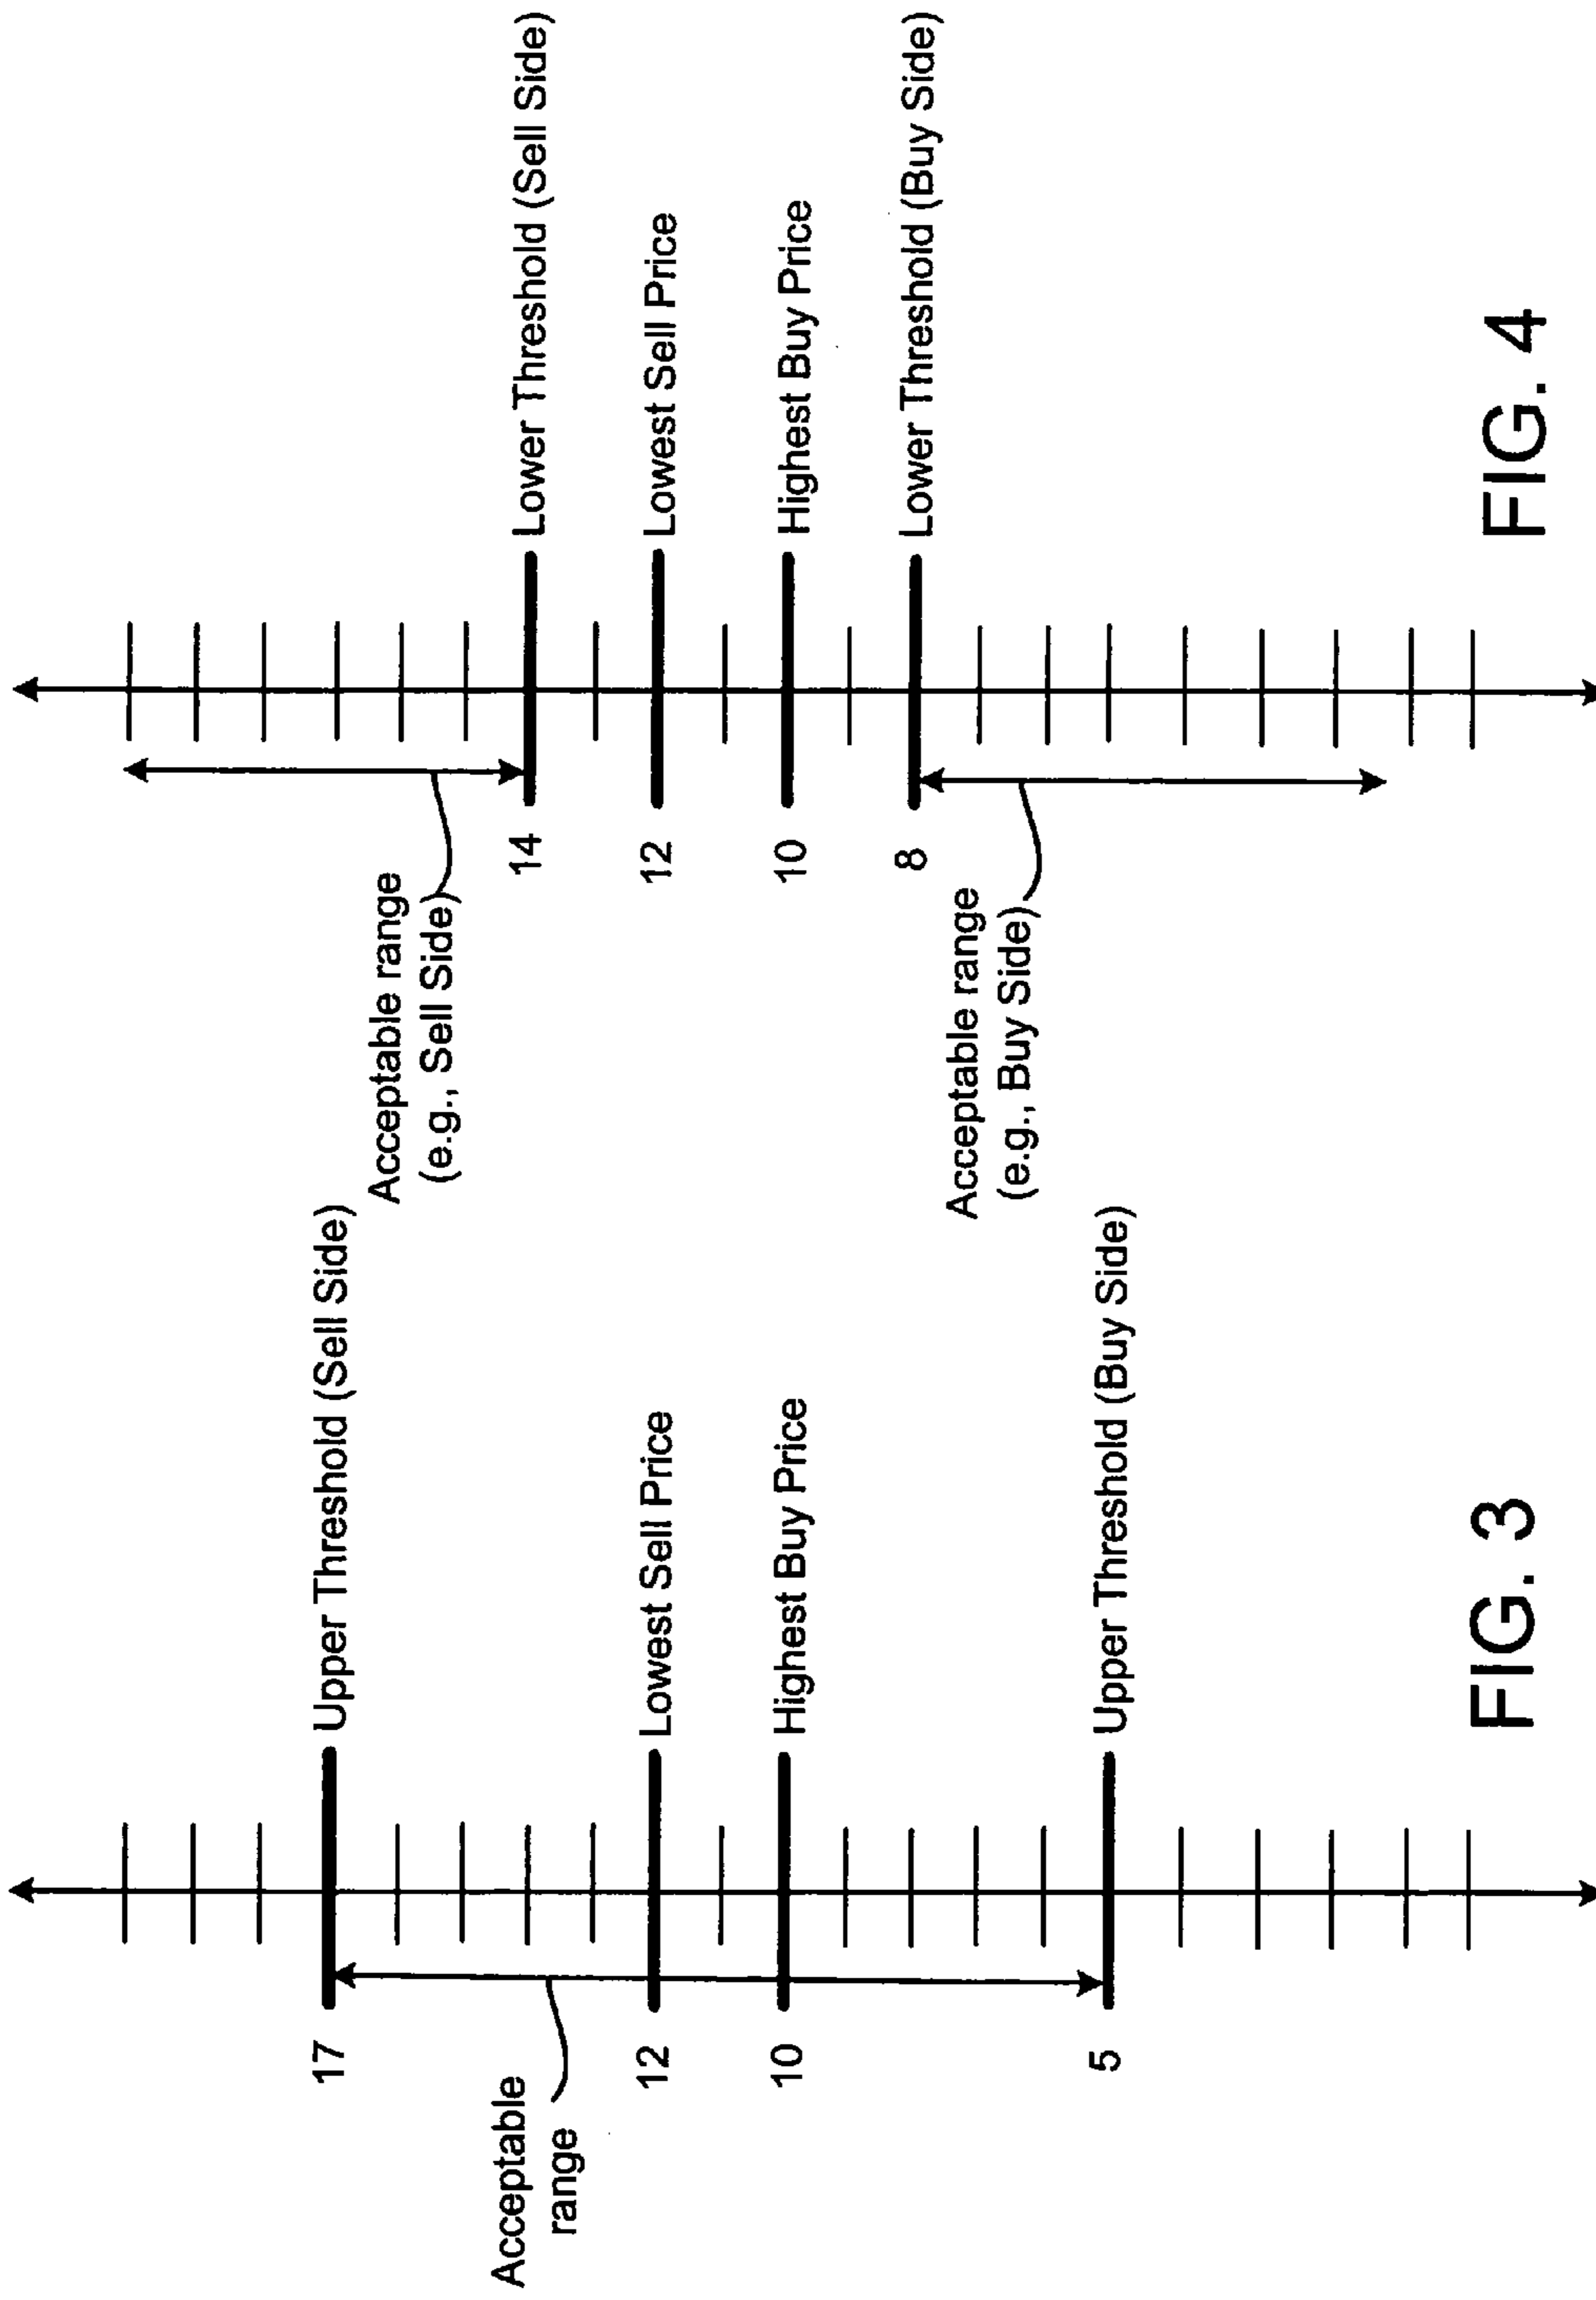 17
Upper Threshold (Sell Side)
Acceptable
range
12
Lowest Sell Price
10
Highest Buy Price
5
Upper Threshold (Buy Side)
FIG. 3
Acceptable range
(e.g., Sell Side)
14
Lower Threshold (Sell Side)
12
Lowest Sell Price
10
Highest Buy Price
8
Lower Threshold (Buy Side)
Acceptable range
(e.g., Buy Side)
FIG. 4